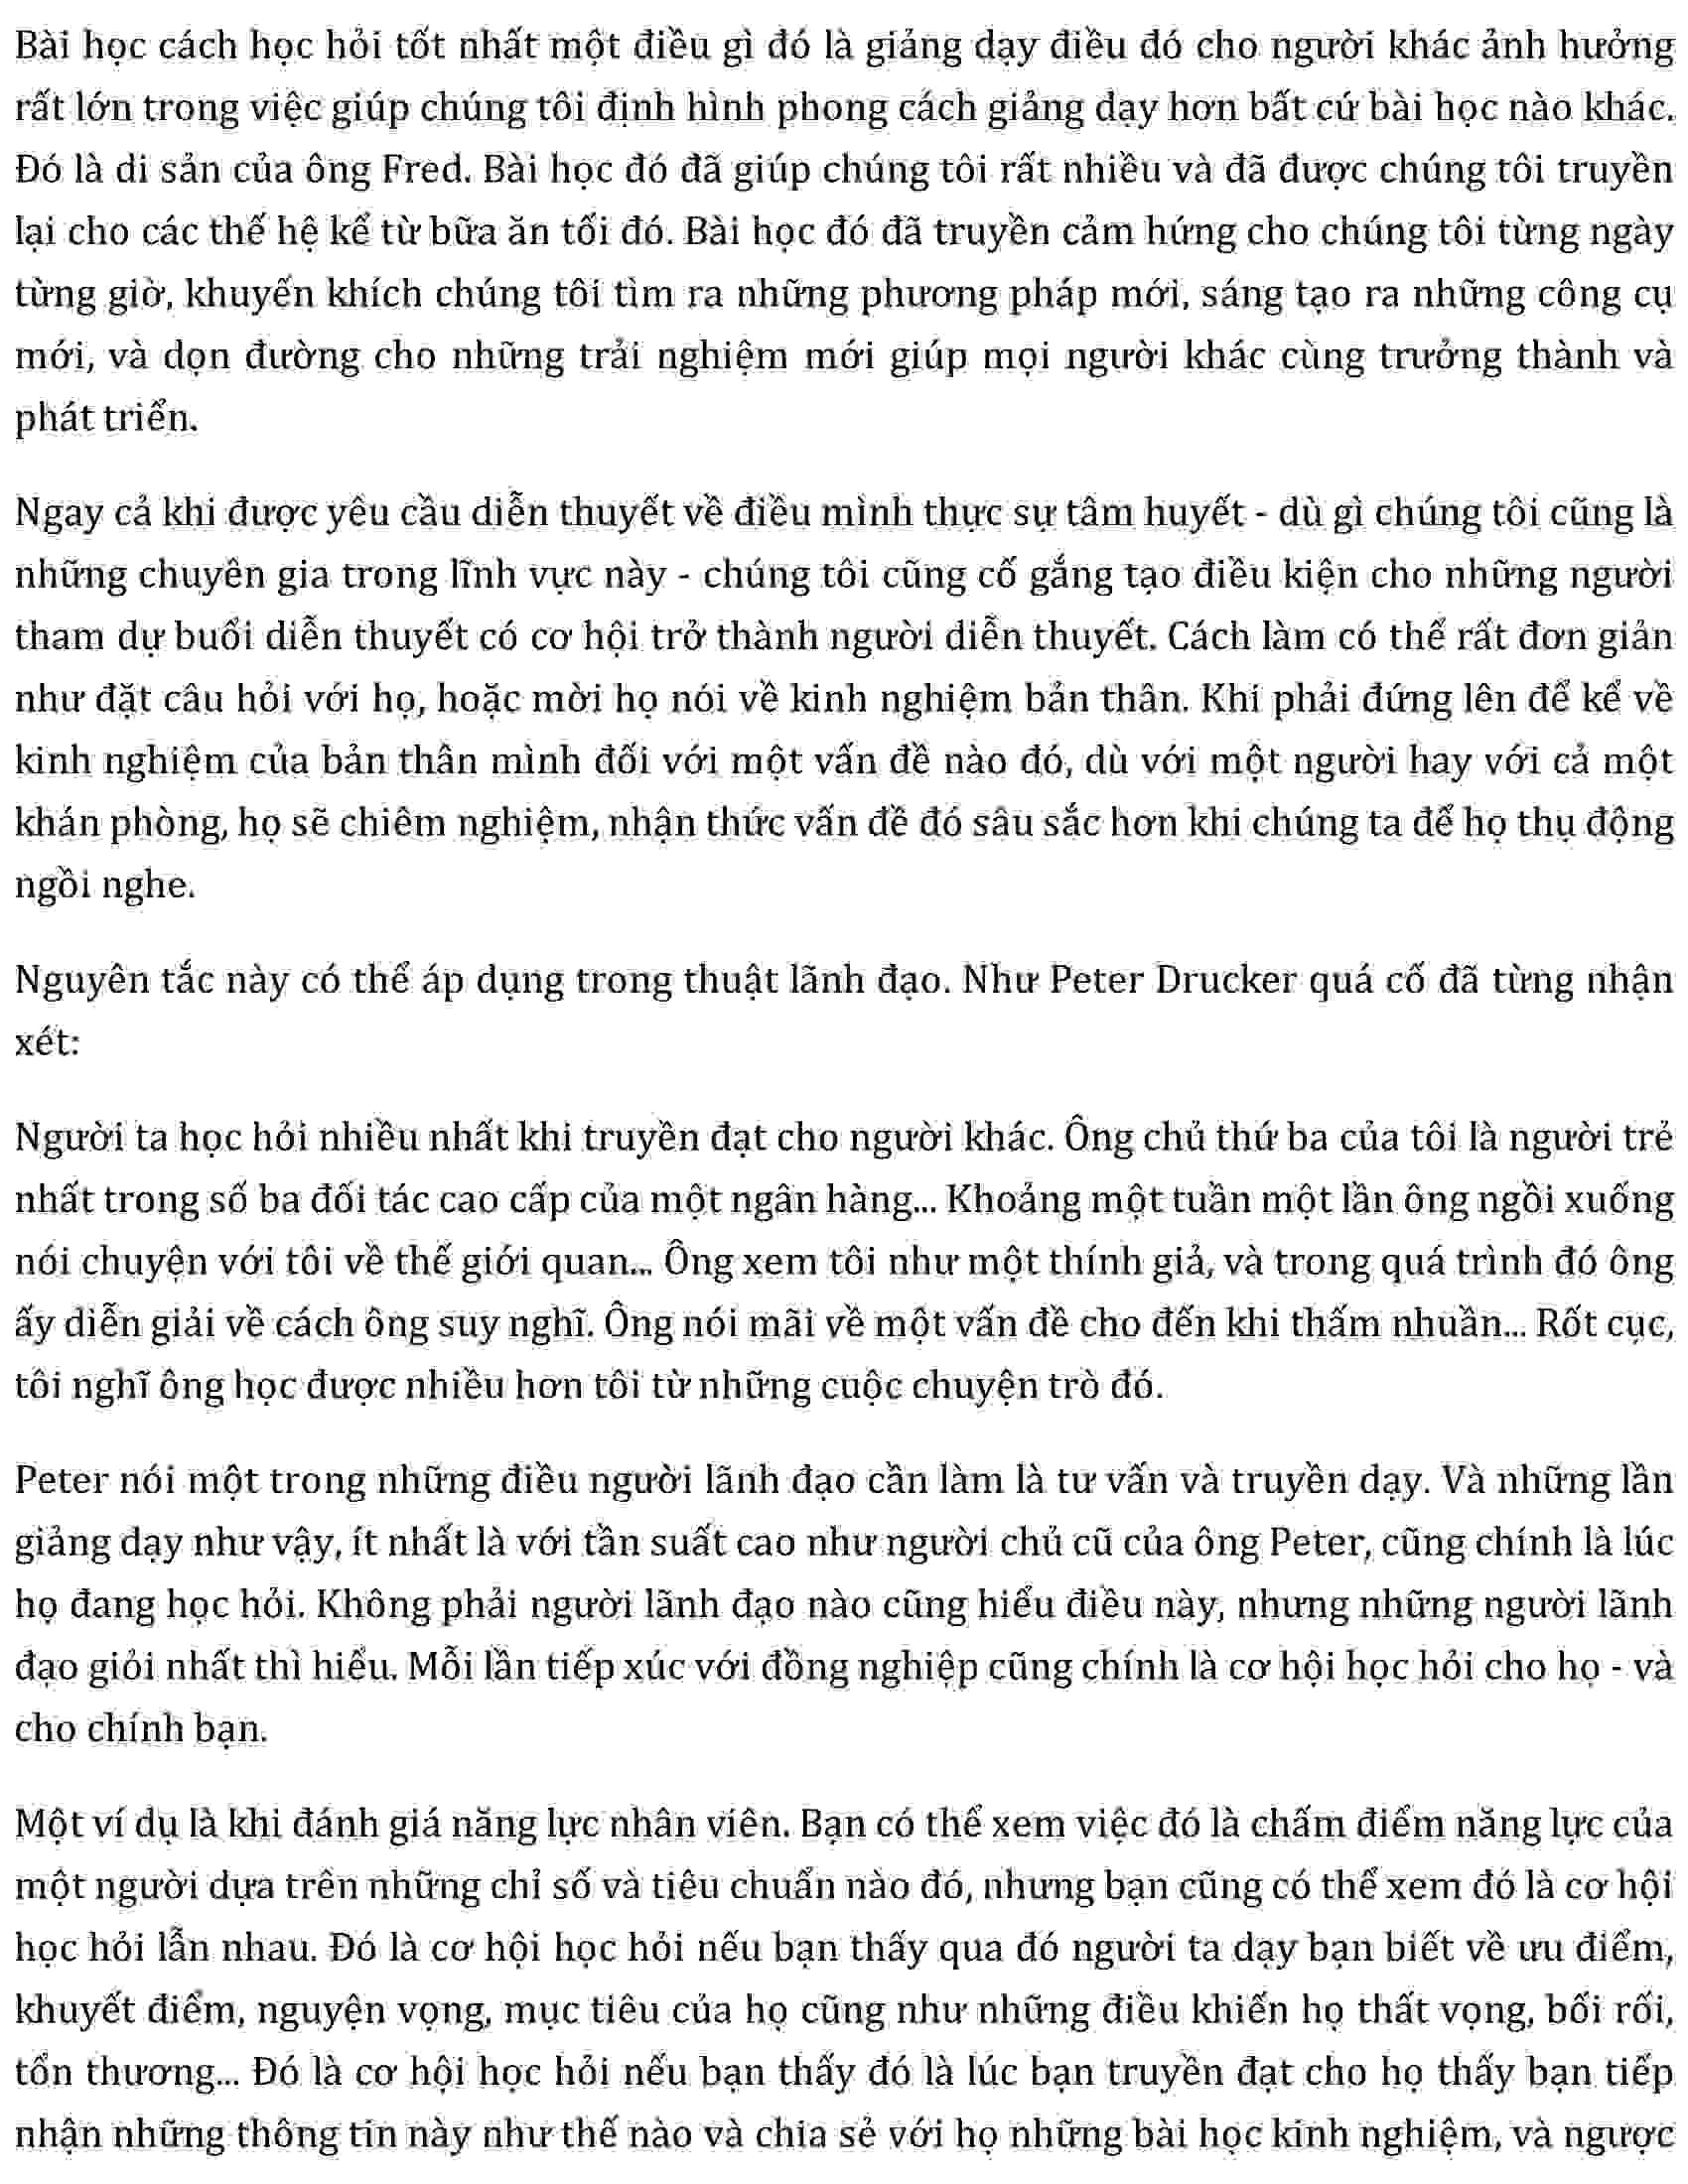 Bài học cách học hỏi tốt nhất một điều gì đó là giảng dạy điều đó cho người khác ảnh hưởng
rất lớn trong việc giúp chúng tôi định hình phong cách giảng dạy hơn bất cứ bài học nào khác.
Đó là di sản của ông Fred. Bài học đó đã giúp chúng tôi rất nhiều và đã được chúng tôi truyền
lại cho các thế hệ kể từ bữa ăn tối đó. Bài học đó đã truyền cảm hứng cho chúng tôi từng ngày
từng giờ, khuyến khích chúng tôi tìm ra những phương pháp mới, sáng tạo ra những công cụ
mới, và dọn đường cho những trải nghiệm mới giúp mọi người khác cùng trưởng thành và
phát triển.
Ngay cả khi được yêu cầu diễn thuyết về điều mình thực sự tâm huyết - dù gì chúng tôi cũng là
những chuyên gia trong lĩnh vực này - chúng tôi cũng cố gắng tạo điều kiện cho những người
tham dự buổi diễn thuyết có cơ hội trở thành người diễn thuyết. Cách làm có thể rất đơn giản
như đặt câu hỏi với họ, hoặc mời họ nói về kinh nghiệm bản thân. Khi phải đứng lên để kể về
kinh nghiệm của bản thân mình đối với một vấn đề nào đó, dù với một người hay với cả một
khán phòng, họ sẽ chiêm nghiệm, nhận thức vấn đề đó sâu sắc hơn khi chúng ta để họ thụ động
ngồi nghe.
Nguyên tắc này có thể áp dụng trong thuật lãnh đạo. Như Peter Drucker quá cố đã từng nhận
xét:
Người ta học hỏi nhiều nhất khi truyền đạt cho người khác. Ông chủ thứ ba của tôi là người trẻ
nhất trong số ba đối tác cao cấp của một ngân hàng... Khoảng một tuần một lần ông ngồi xuống
nói chuyện với tôi về thế giới quan... Ông xem tôi như một thính giả, và trong quá trình đó ông
ấy diễn giải về cách ông suy nghĩ. Ông nói mãi về một vấn đề cho đến khi thấm nhuần... Rốt cục,
tôi nghĩ ông học được nhiều hơn tôi từ những cuộc chuyện trò đó.
Peter nói một trong những điều người lãnh đạo cần làm là tư vấn và truyền dạy. Và những lần
giảng dạy như vậy, ít nhất là với tần suất cao như người chủ cũ của ông Peter, cũng chính là lúc
họ đang học hỏi. Không phải người lãnh đạo nào cũng hiểu điều này, nhưng những người lãnh
đạo giỏi nhất thì hiểu. Mỗi lần tiếp xúc với đồng nghiệp cũng chính là cơ hội học hỏi cho họ - và
cho chính bạn.
Một ví dụ là khi đánh giá năng lực nhân viên. Bạn có thể xem việc đó là chấm điểm năng lực của
một người dựa trên những chỉ số và tiêu chuẩn nào đó, nhưng bạn cũng có thể xem đó là cơ hội
học hỏi lẫn nhau. Đó là cơ hội học hỏi nếu bạn thấy qua đó người ta dạy bạn biết về ưu điểm,
khuyết điểm, nguyện vọng, mục tiêu của họ cũng như những điều khiến họ thất vọng, bối rối,
tổn thương... Đó là cơ hội học hỏi nếu bạn thấy đó là lúc bạn truyền đạt cho họ thấy bạn tiếp
nhận những thông tin này như thế nào và chia sẻ với họ những bài học kinh nghiệm, và ngược